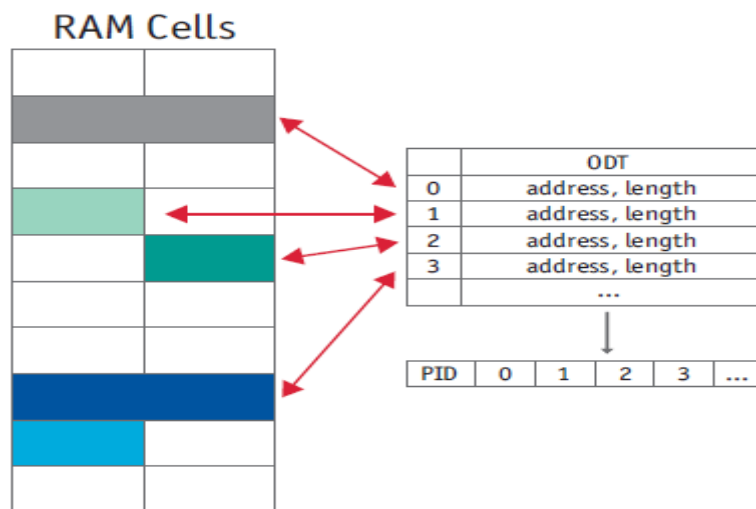 RAM Cells
ODT
0 address, length
1 address, length
2 address, length
3 address, length
...
PID 0 1 2 3 ...